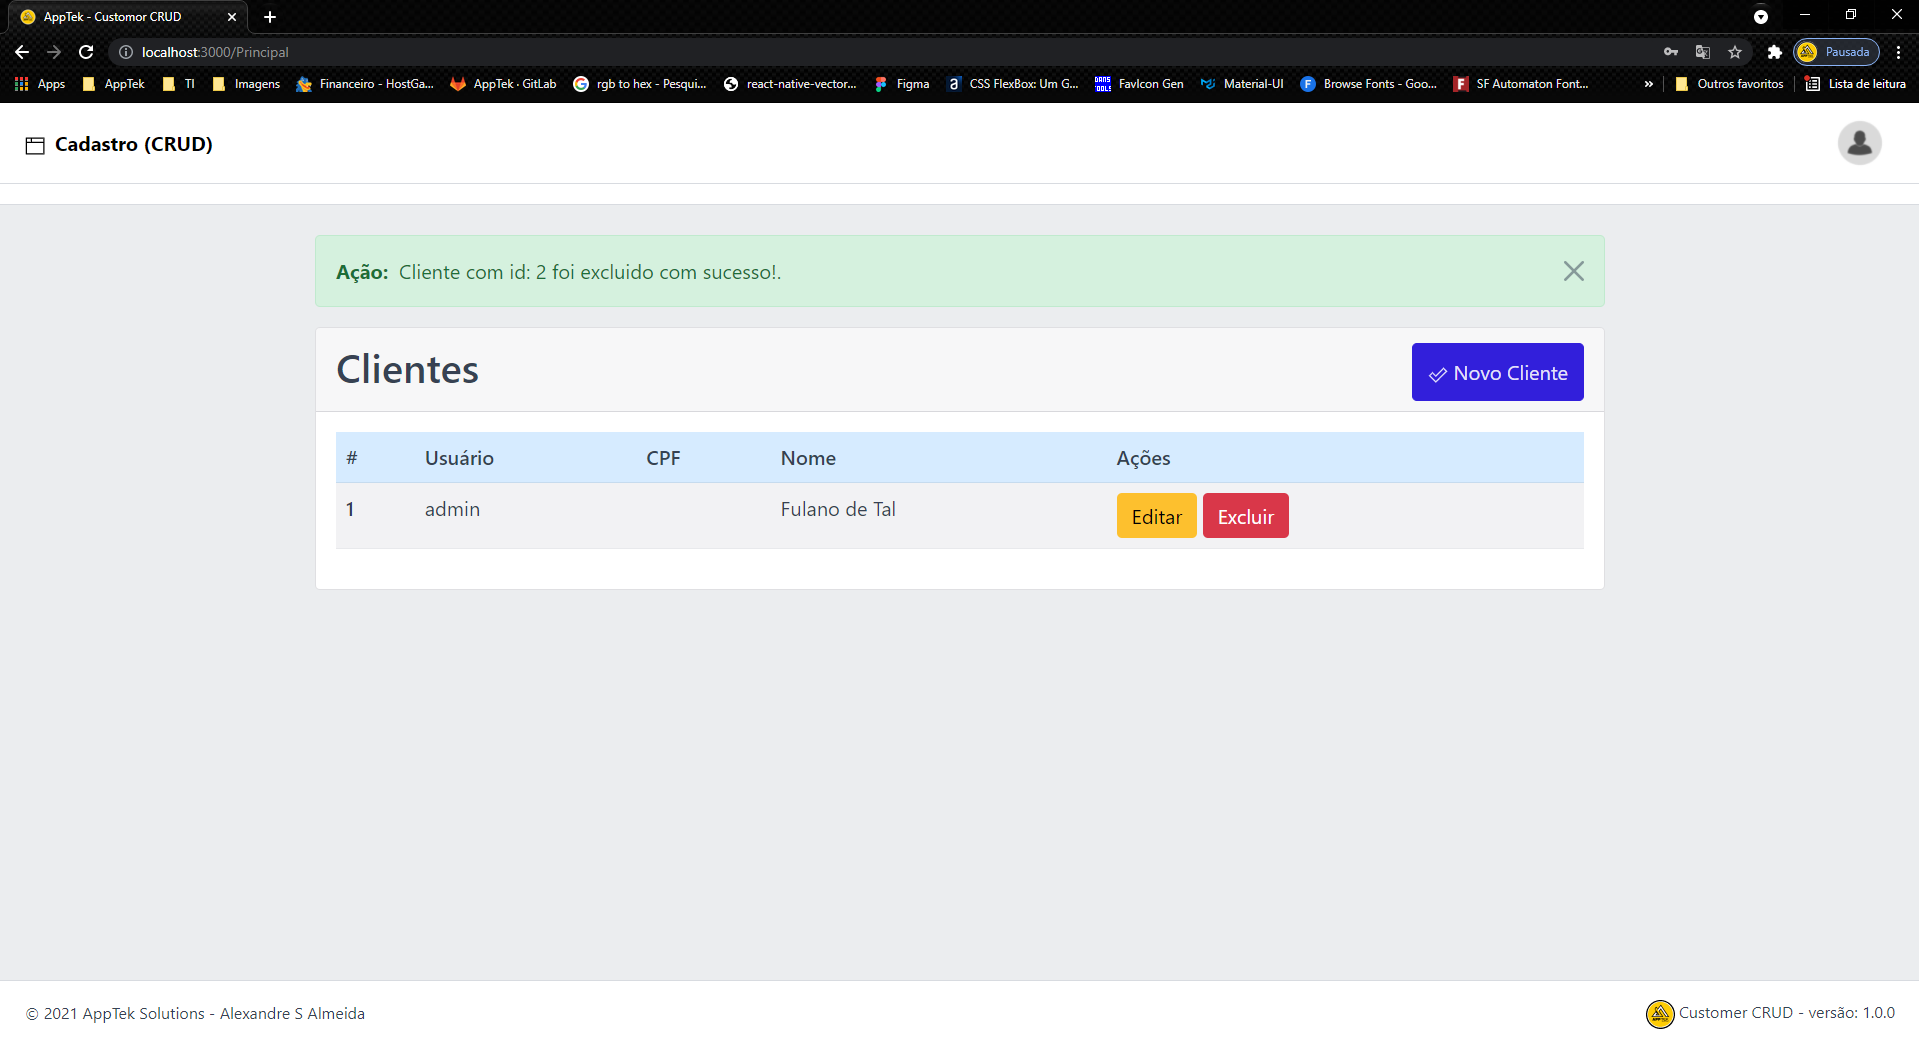 AppTek - Customor CRUD
localhost:3000/Principal
Pausada
Apps AppTek TI Imagens Financeiro - HostGa... AppTek · GitLab rgb to hex - Pesqui... react-native-vector... Figma CSS FlexBox: Um G... FavIcon Gen Material-UI Browse Fonts - Goo... SF Automaton Font... » Outros favoritos Lista de leitura
Cadastro (CRUD)
Ação: Cliente com id: 2 foi excluido com sucesso!.
Clientes
Novo Cliente
# Usuário CPF Nome Ações
1 admin Fulano de Tal Editar Excluir
© 2021 AppTek Solutions - Alexandre S Almeida
Customer CRUD - versão: 1.0.0